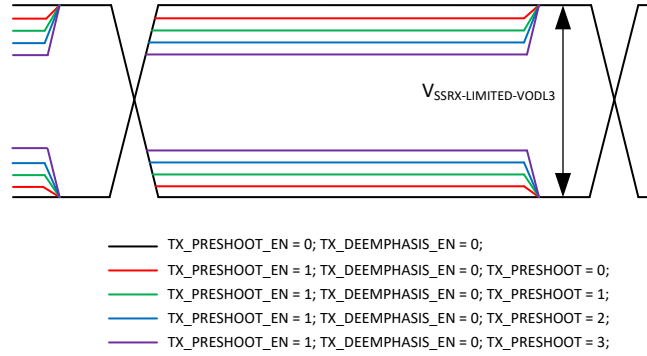 VSSRX-LIMITED-VODL3
TX_PRESHOOT_EN = 0; TX_DEEMPHASIS_EN = 0;
TX_PRESHOOT_EN = 1; TX_DEEMPHASIS_EN = 0; TX_PRESHOOT = 0;
TX_PRESHOOT_EN = 1; TX_DEEMPHASIS_EN = 0; TX_PRESHOOT = 1;
TX_PRESHOOT_EN = 1; TX_DEEMPHASIS_EN = 0; TX_PRESHOOT = 2;
TX_PRESHOOT_EN = 1; TX_DEEMPHASIS_EN = 0; TX_PRESHOOT = 3;